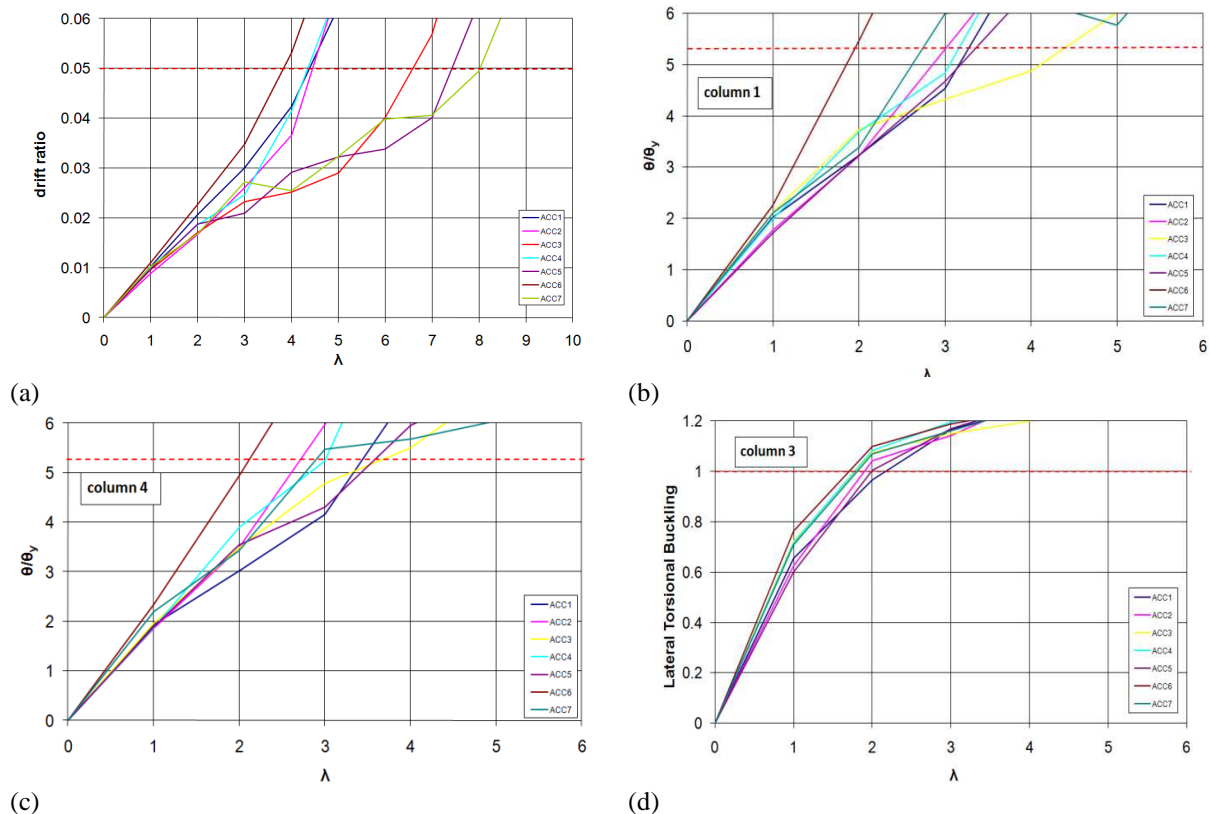 drift ratio
0.06
0.05
0.04
0.03
0.02
0.01
0
0 1 2 3 4 5 6 7 8 9 10
λ
ACC1
ACC2
ACC3
ACC4
ACC5
ACC6
ACC7
(a)
column 1
θ/θy
6
5
4
3
2
1
0
0 1 2 3 4 5 6
ACC1
ACC2
ACC3
ACC4
ACC5
ACC6
ACC7
λ
(b)
column 4
θ/θy
6
5
4
3
2
1
0
0 1 2 3 4 5 6
λ
ACC1
ACC2
ACC3
ACC4
ACC5
ACC6
ACC7
(c)
column 3
Lateral Torsional Buckling
1.2
1
0.8
0.6
0.4
0.2
0
0 1 2 3 4 5 6
λ
ACC1
ACC2
ACC3
ACC4
ACC5
ACC6
ACC7
(d)